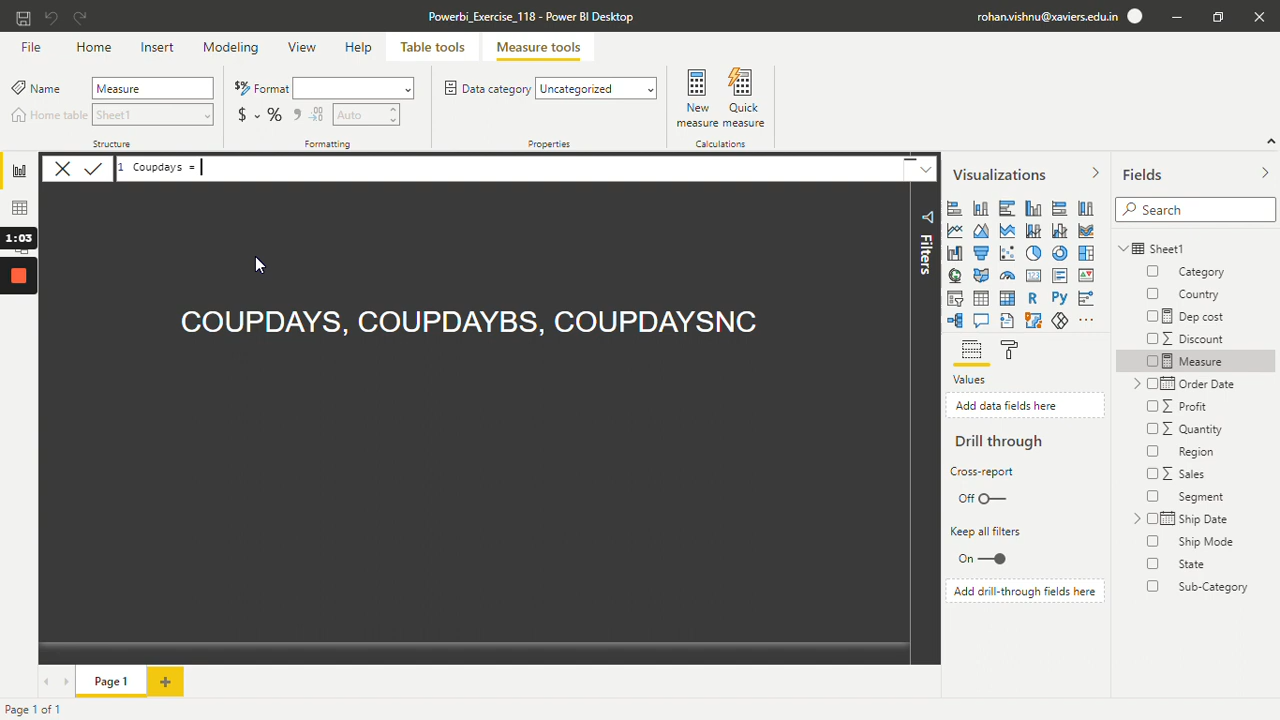 Powerbi_Exercise_118 - Power BI Desktop
rohan.vishnu@xaviers.edu.in
File Home Insert Modeling View Help Table tools Measure tools
Name Measure
Home table Sheet1
Structure
$% Format
$ % 9 .00 Auto
Formatting
Data category Uncategorized
Properties
New measure
Quick measure
Calculations
1 Coupdays =
1:03
COUPDAYS, COUPDAYBS, COUPDAYSNC
Filters
Visualizations
123
R Py
Values
Add data fields here
Drill through
Cross-report
Off
Keep all filters
On
Add drill-through fields here
Fields
Search
Sheet1
Category
Country
Dep cost
Discount
Measure
Order Date
Profit
Quantity
Region
Sales
Segment
Ship Date
Ship Mode
State
Sub-Category
Page 1
Page 1 of 1